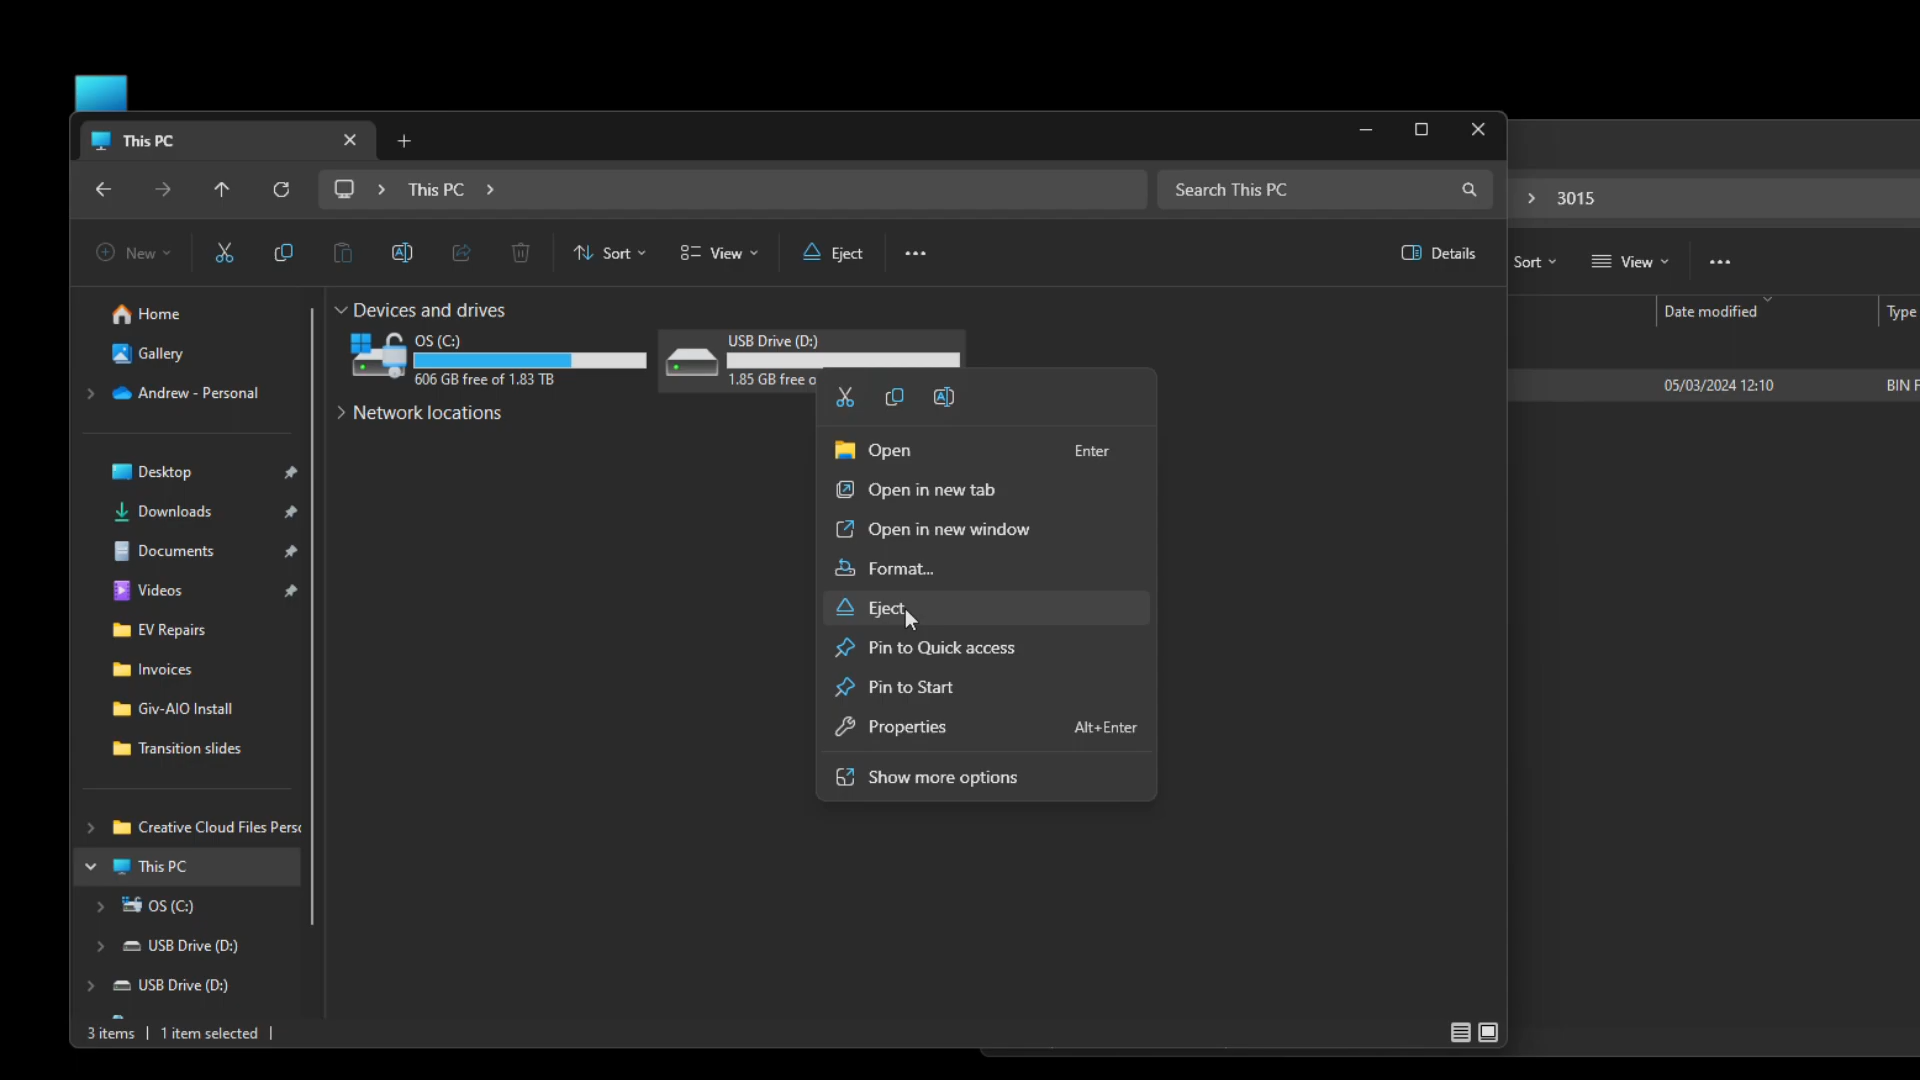 This PC
This PC
Search This PC
3015
New
Sort
View
Eject
Details
Sort
View
Date modified
Type
05/03/2024 12:10
BIN F
Home
Gallery
Andrew - Personal
Desktop
Downloads
Documents
Videos
EV Repairs
Invoices
Giv-AIO Install
Transition slides
Creative Cloud Files Perso
This PC
OS (C:)
USB Drive (D:)
USB Drive (D:)
Devices and drives
OS (C:)
606 GB free of 1.83 TB
USB Drive (D:)
1.85 GB free o
Network locations
Open Enter
Open in new tab
Open in new window
Format...
Eject
Pin to Quick access
Pin to Start
Properties Alt+Enter
Show more options
3 items 1 item selected